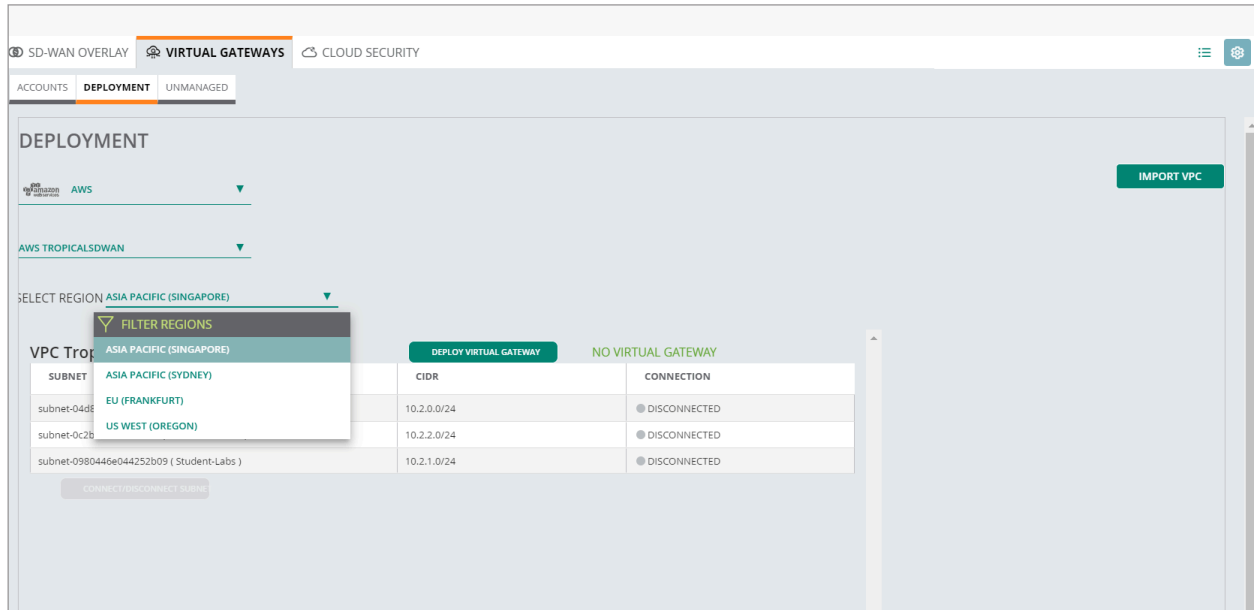 SD-WAN OVERLAY
VIRTUAL GATEWAYS
CLOUD SECURITY
ACCOUNTS
DEPLOYMENT
UNMANAGED
DEPLOYMENT
IMPORT VPC
amazon
AWS
AWS TROPICALSDWAN
SELECT REGION ASIA PACIFIC (SINGAPORE)
FILTER REGIONS
ASIA PACIFIC (SINGAPORE)
ASIA PACIFIC (SYDNEY)
EU (FRANKFURT)
US WEST (OREGON)
VPC Trop
DEPLOY VIRTUAL GATEWAY
NO VIRTUAL GATEWAY
SUBNET CIDR CONNECTION
subnet-04d8 10.2.0.0/24 DISCONNECTED
subnet-0c2b 10.2.2.0/24 DISCONNECTED
subnet-0980446e044252b09 ( Student-Labs ) 10.2.1.0/24 DISCONNECTED
CONNECT/DISCONNECT SUBNE